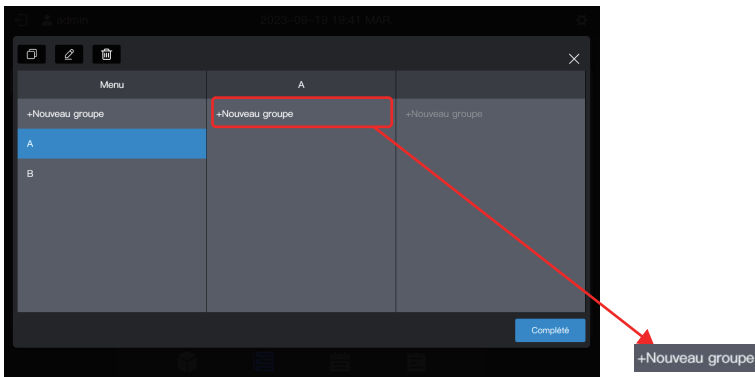 admin 2023-09-19 19:41 MAR.
Menu A
+Nouveau groupe +Nouveau groupe +Nouveau groupe
A
B
Complété
+Nouveau groupe